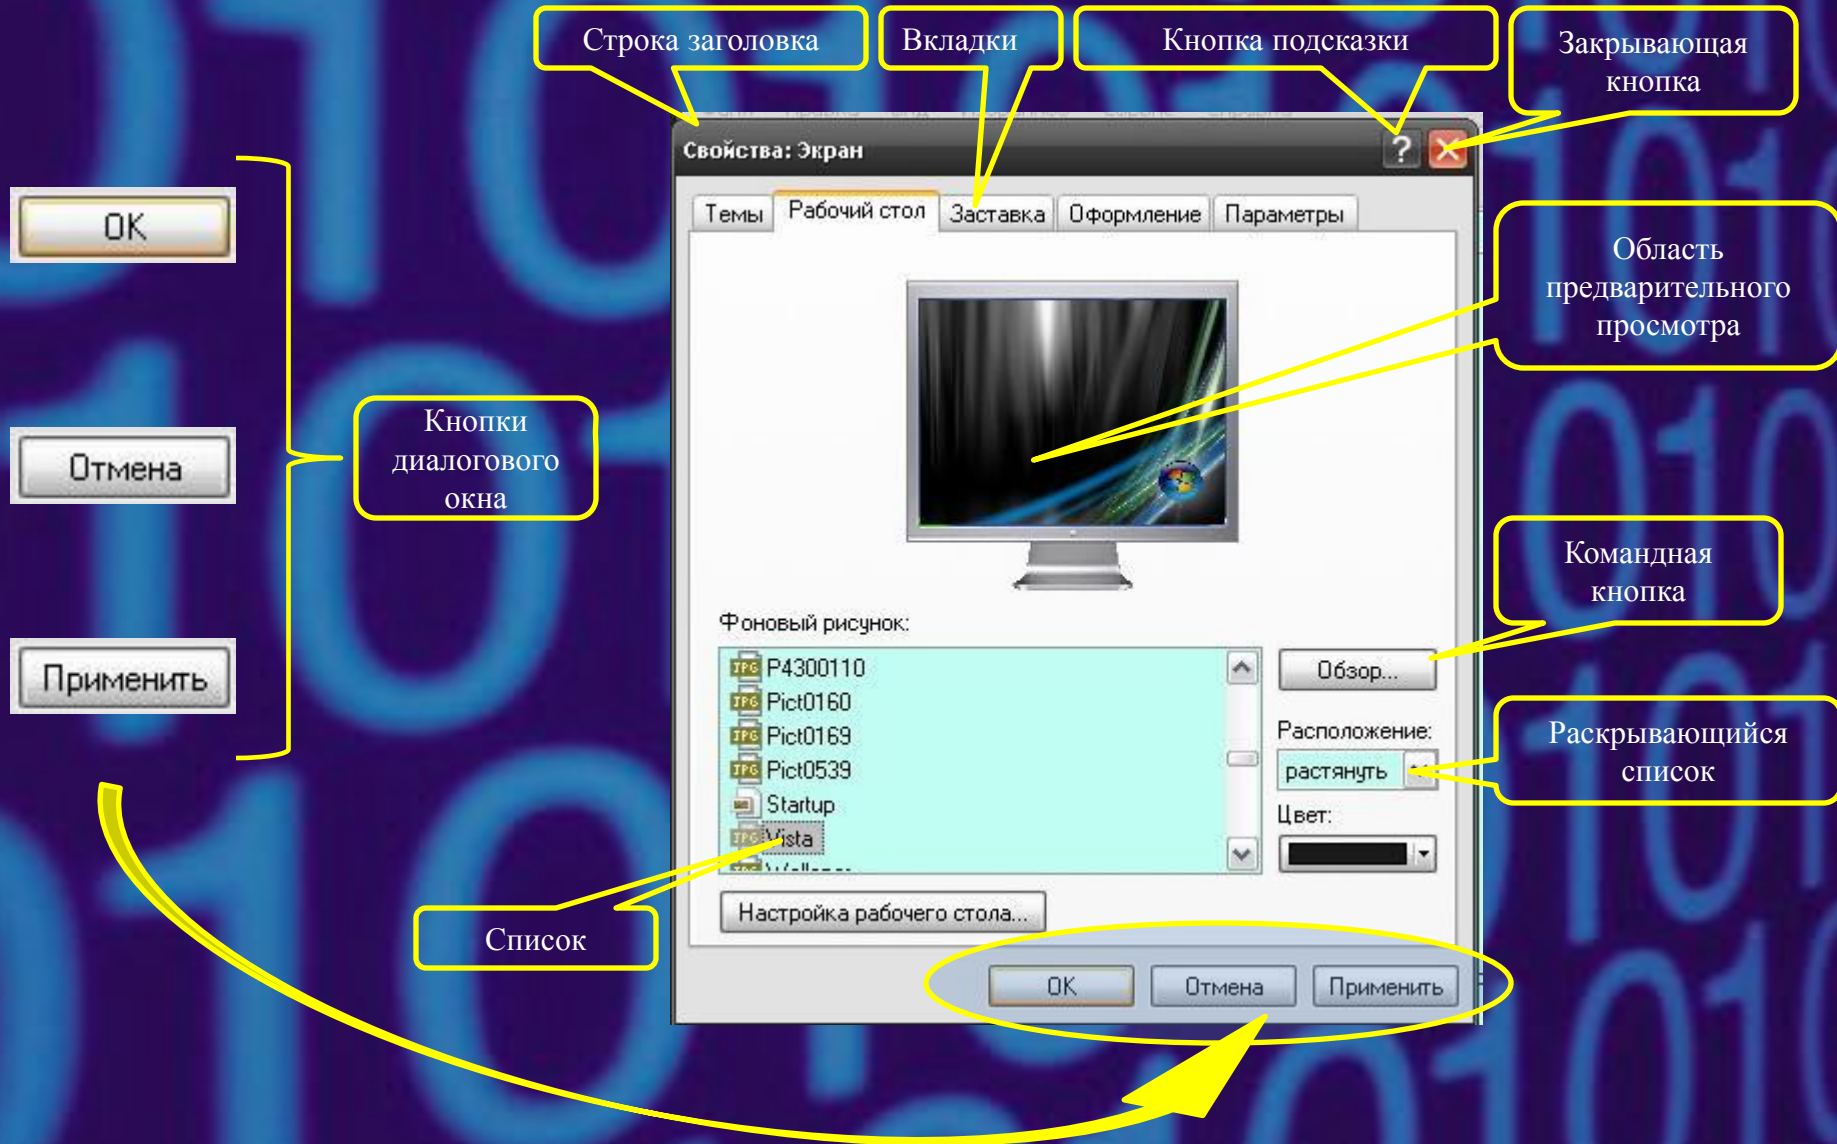 Строка заголовка
Вкладки
Кнопка подсказки
Закрывающая
кнопка
Свойства: Экран
?
Темы
Рабочий стол
Заставка
Оформление
Параметры
OK
Отмена
Применить
Кнопки
диалогового
окна
Область
предварительного
просмотра
Фоновый рисунок:
P4300110
Pict0160
Pict0169
Pict0539
Startup
Vista
Обзор...
Расположение:
растянуть
Цвет:
Командная
кнопка
Раскрывающийся
список
Настройка рабочего стола...
Список
OK
Отмена
Применить